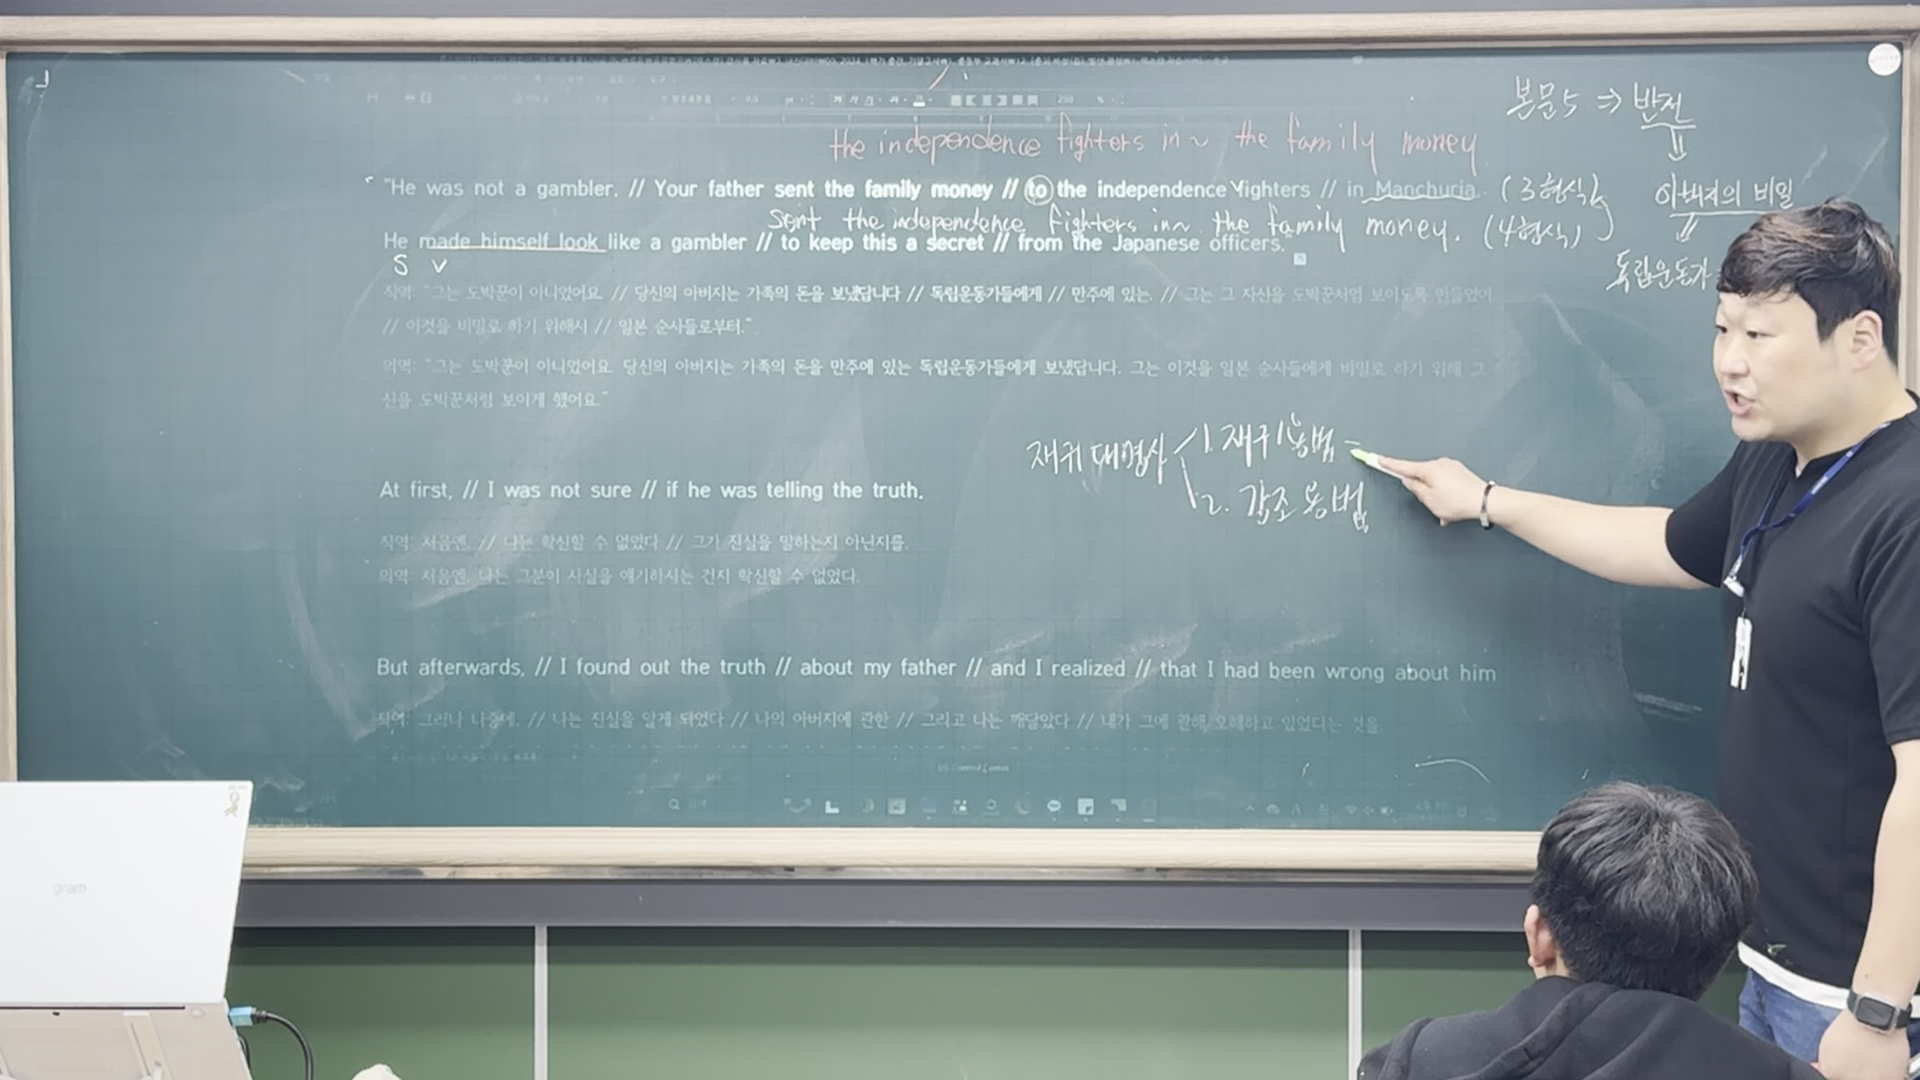 본문5 ⇒ 반전
the independence fighters in~ the family money
"He was not a gambler. // Your father sent the family money // to the independence fighters // in Manchuria. (3형식)
아버지의 비밀
sent the independence fighters in~ the family money. (4형식)
He made himself look like a gambler // to keep this a secret // from the Japanese officers."
S V
독립운동가
직역: "그는 도박꾼이 아니었어요. // 당신의 아버지는 가족의 돈을 보냈답니다 // 독립운동가들에게 // 만주에 있는. // 그는 그 자신을 도박꾼처럼 보이도록 만들었어
// 이것을 비밀로 하기 위해서 // 일본 순사들로부터."
의역: "그는 도박꾼이 아니었어요. 당신의 아버지는 가족의 돈을 만주에 있는 독립운동가들에게 보냈답니다. 그는 이것을 일본 순사들에게 비밀로 하기 위해 그
신을 도박꾼처럼 보이게 했어요."
재귀대명사 1. 재귀용법 =
2. 강조용법
At first, // I was not sure // if he was telling the truth.
직역: 처음엔, // 나는 확신할 수 없었다 // 그가 진실을 말하는지 아닌지를.
의역: 처음엔, 나는 그분이 사실을 얘기하시는 건지 확신할 수 없었다.
But afterwards, // I found out the truth // about my father // and I realized // that I had been wrong about him
직역: 그러나 나중에, // 나는 진실을 알게 되었다 // 나의 아버지에 관한 // 그리고 나는 깨달았다 // 내가 그에 관해 오해하고 있었다는 것을
LG Control Center
gram